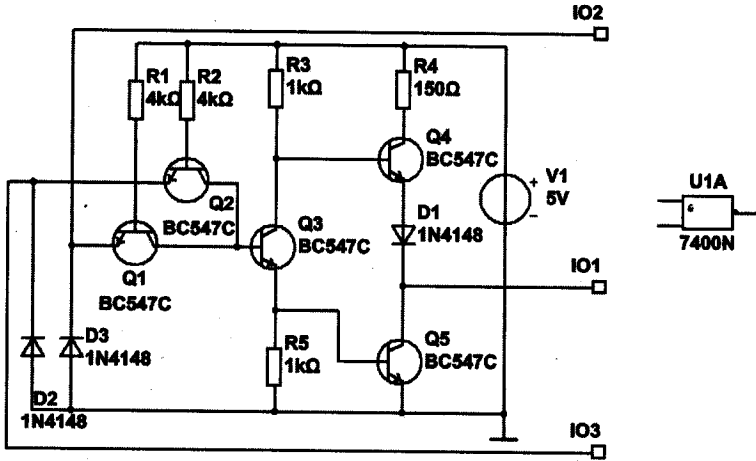 IO2
R1
4kΩ
R2
4kΩ
R3
1kΩ
R4
150Ω
Q4
BC547C
V1
5V
+
−
U1A
7400N
Q2
BC547C
D1
1N4148
Q3
BC547C
Q1
BC547C
IO1
D3
1N4148
R5
1kΩ
Q5
BC547C
D2
1N4148
IO3